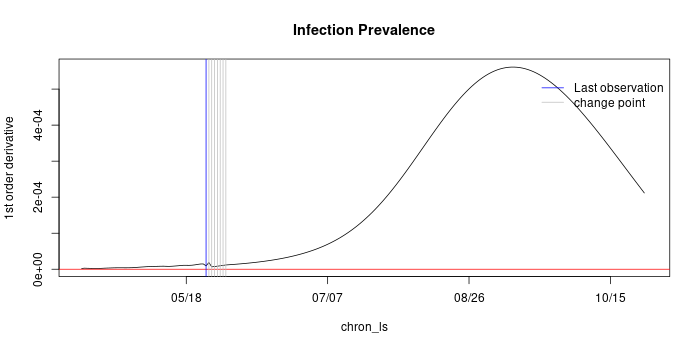 Infection Prevalence
1st order derivative
0e+00
2e-04
4e-04
Last observation
change point
05/18
07/07
08/26
10/15
chron_ls